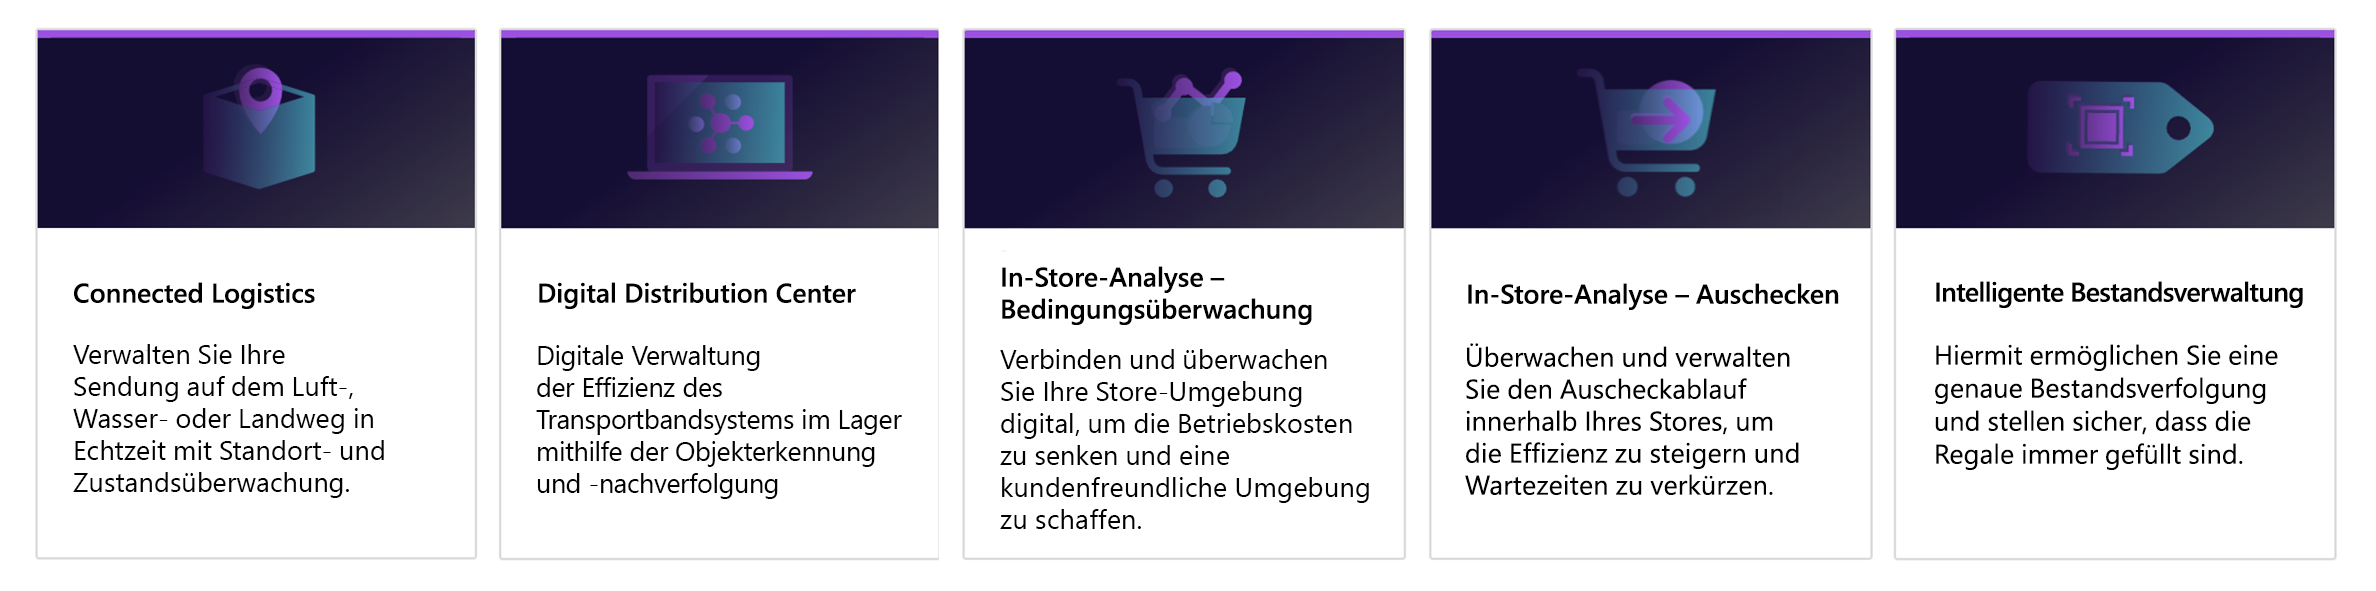 Connected Logistics
Verwalten Sie Ihre
Sendung auf dem Luft-,
Wasser- oder Landweg in
Echtzeit mit Standort- und
Zustandsüberwachung.
Digital Distribution Center
Digitale Verwaltung
der Effizienz des
Transportbandsystems im Lager
mithilfe der Objekterkennung
und -nachverfolgung
In-Store-Analyse –
Bedingungsüberwachung
Verbinden und überwachen
Sie Ihre Store-Umgebung
digital, um die Betriebskosten
zu senken und eine
kundenfreundliche Umgebung
zu schaffen.
In-Store-Analyse – Auschecken
Überwachen und verwalten
Sie den Auscheckablauf
innerhalb Ihres Stores, um
die Effizienz zu steigern und
Wartezeiten zu verkürzen.
Intelligente Bestandsverwaltung
Hiermit ermöglichen Sie eine
genaue Bestandsverfolgung
und stellen sicher, dass die
Regale immer gefüllt sind.